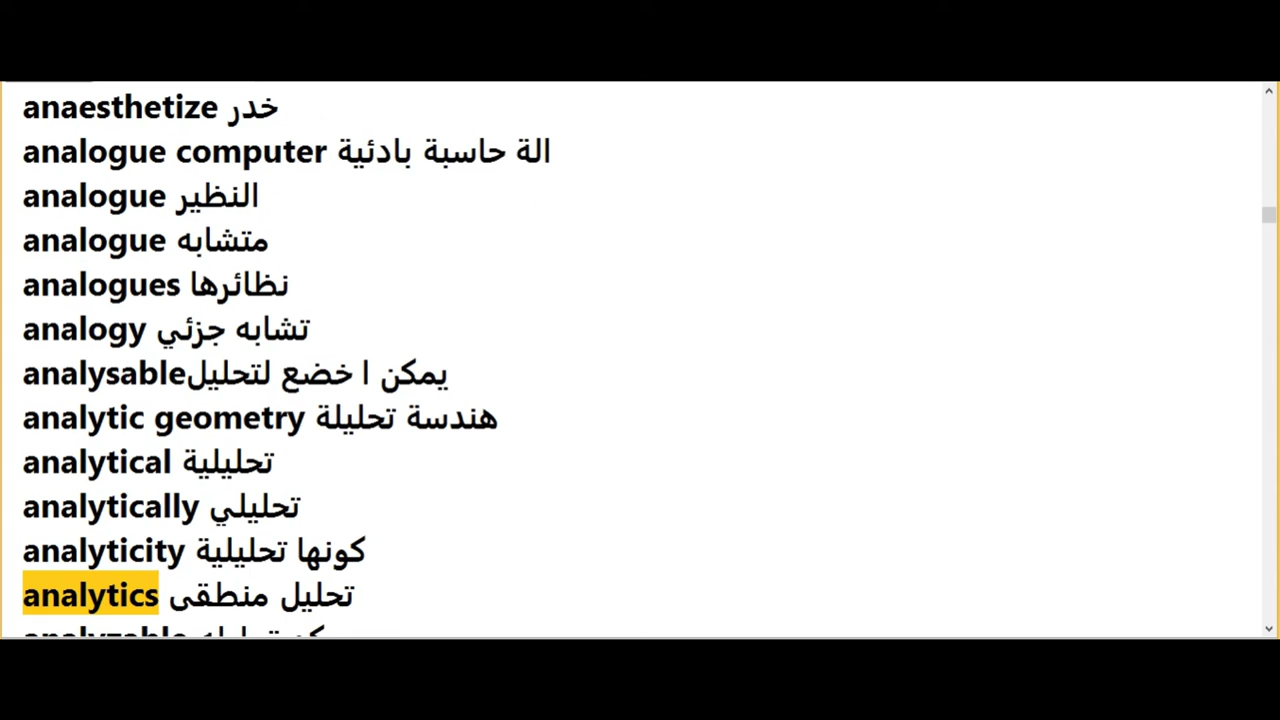 anaesthetize خدر
analogue computer الة حاسبة بادئية
analogue النظير
analogue متشابه
analogues نظائرها
analogy تشابه جزئي
analysableيمكن ا خضع لتحليل
analytic geometry هندسة تحليلة
analytical تحليلية
analytically تحليلي
analyticity كونها تحليلية
analytics تحليل منطقى
analyzable